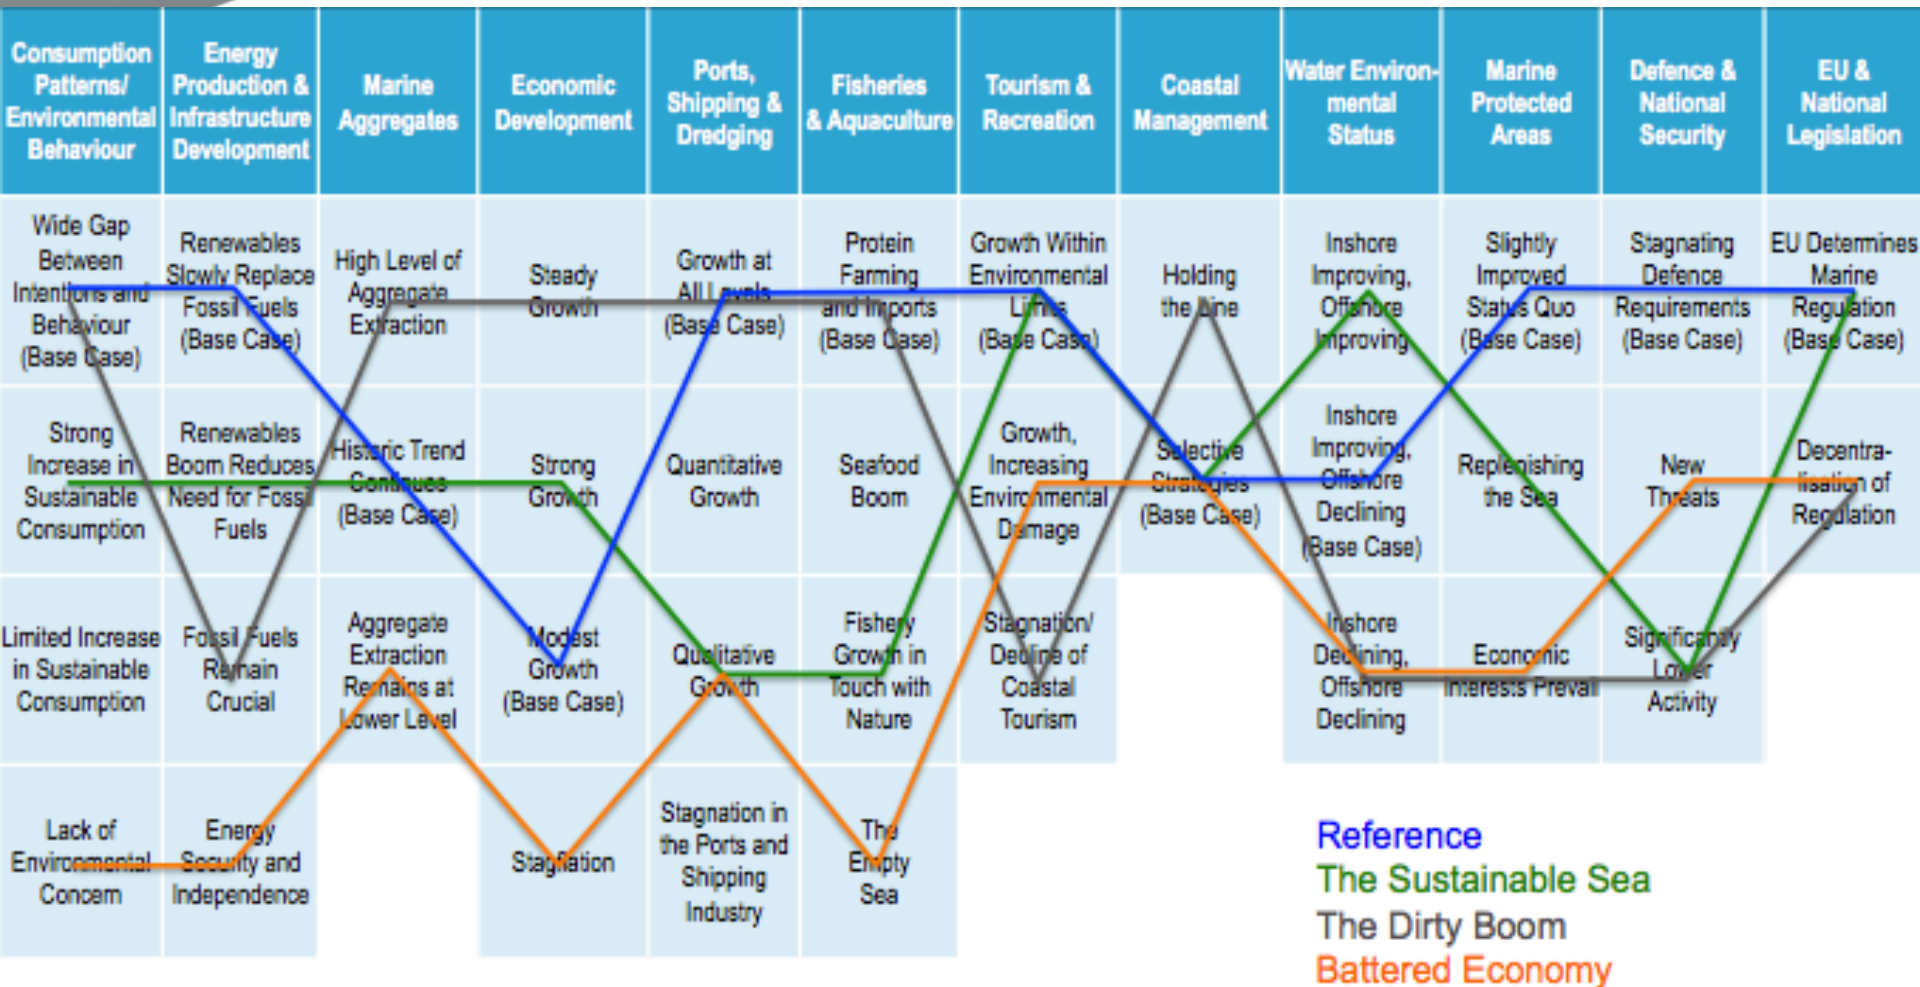 Consumption
Patterns/
Environmental
Behaviour
Energy
Production &
Infrastructure
Development
Marine
Aggregates
Economic
Development
Ports,
Shipping &
Dredging
Fisheries
& Aquaculture
Tourism &
Recreation
Coastal
Management
Water Environ-
mental
Status
Marine
Protected
Areas
Defence &
National
Security
EU &
National
Legislation
Wide Gap
Between
Intentions and
Behaviour
(Base Case)
Renewables
Slowly Replace
Fossil Fuels
(Base Case)
High Level of
Aggregate
Extraction
Steady
Growth
Growth at
All Levels
(Base Case)
Protein
Farming
and Imports
(Base Case)
Growth Within
Environmental
Limits
(Base Case)
Holding
the Line
Inshore
Improving,
Offshore
Improving
Slightly
Improved
Status Quo
(Base Case)
Stagnating
Defence
Requirements
(Base Case)
EU Determines
Marine
Regulation
(Base Case)
Strong
Increase in
Sustainable
Consumption
Renewables
Boom Reduces
Need for Fossil
Fuels
Historic Trend
Continues
(Base Case)
Strong
Growth
Quantitative
Growth
Seafood
Boom
Growth,
Increasing
Environmental
Damage
Selective
Strategies
(Base Case)
Inshore
Improving,
Offshore
Declining
(Base Case)
Replenishing
the Sea
New
Threats
Decentra-
lisation of
Regulation
Limited Increase
in Sustainable
Consumption
Fossil Fuels
Remain
Crucial
Aggregate
Extraction
Remains at
Lower Level
Modest
Growth
(Base Case)
Qualitative
Growth
Fishery
Growth in
Touch with
Nature
Stagnation/
Decline of
Coastal
Tourism
Inshore
Declining,
Offshore
Declining
Economic
Interests Prevail
Significantly
Lower
Activity
Lack of
Environmental
Concern
Energy
Security and
Independence
Stagflation
Stagnation in
the Ports and
Shipping
Industry
The
Empty
Sea
Reference
The Sustainable Sea
The Dirty Boom
Battered Economy